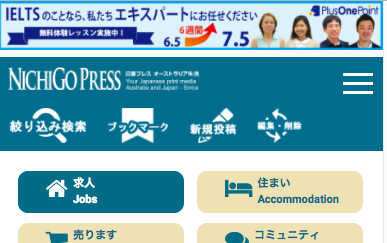 IELTS のことなら、私たち エキスパートにお任せください
PlusOnePoint
無料体験レッスン実施中！
6週間
6.5
7.5
NICHIGO PRESS
日豪プレス オーストラリア生活
Your Japanese print media
Australia and Japan - Since
絞り込み検索
ブックマーク
新規投稿
編集・削除
求人
Jobs
住まい
Accommodation
売ります
コミュニティ